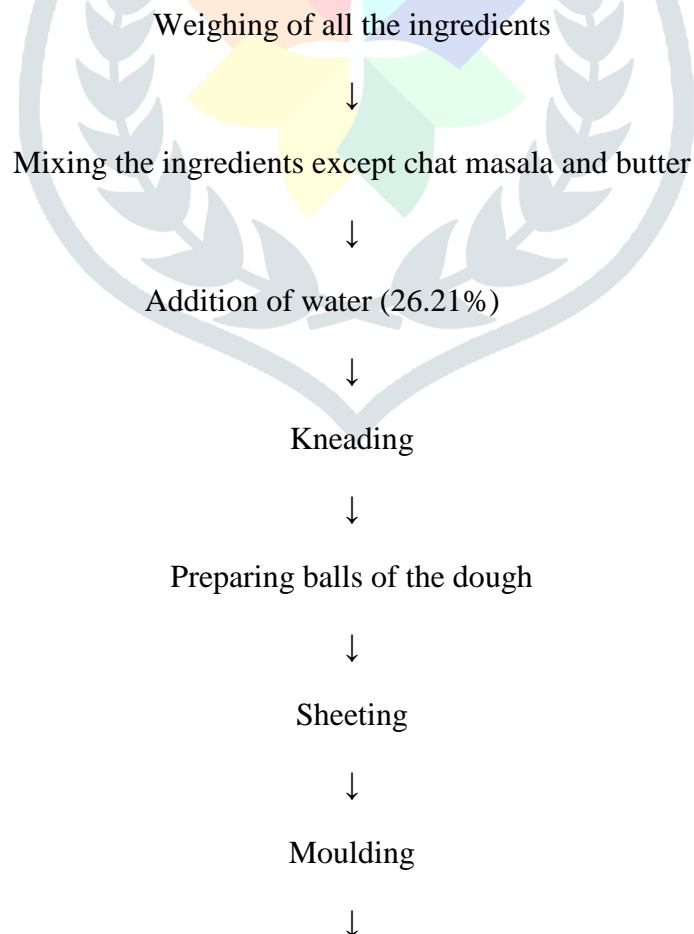 Weighing of all the ingredients
↓
Mixing the ingredients except chat masala and butter
↓
Addition of water (26.21%)
↓
Kneading
↓
Preparing balls of the dough
↓
Sheeting
↓
Moulding
↓